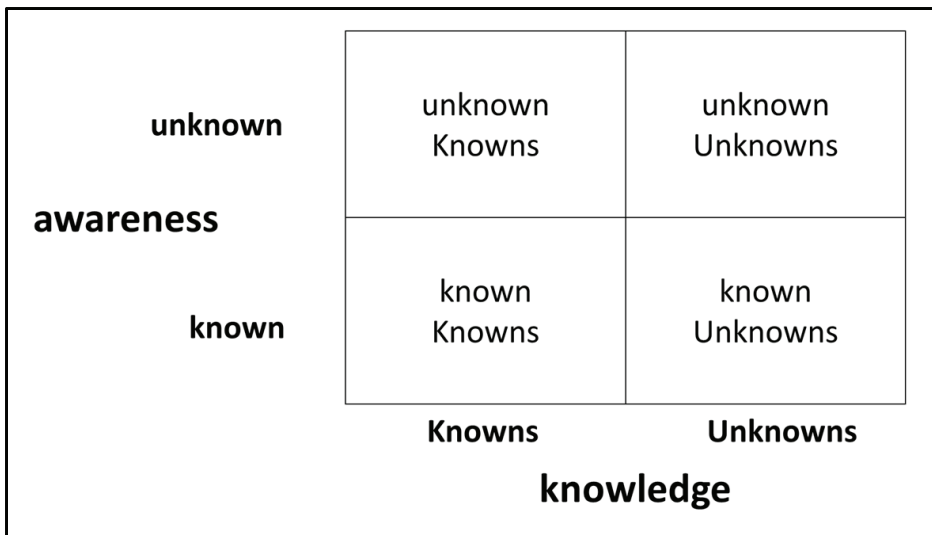 unknown
unknown
Knowns
unknown
Unknowns
awareness
known
known
Knowns
known
Unknowns
Knowns
Unknowns
knowledge